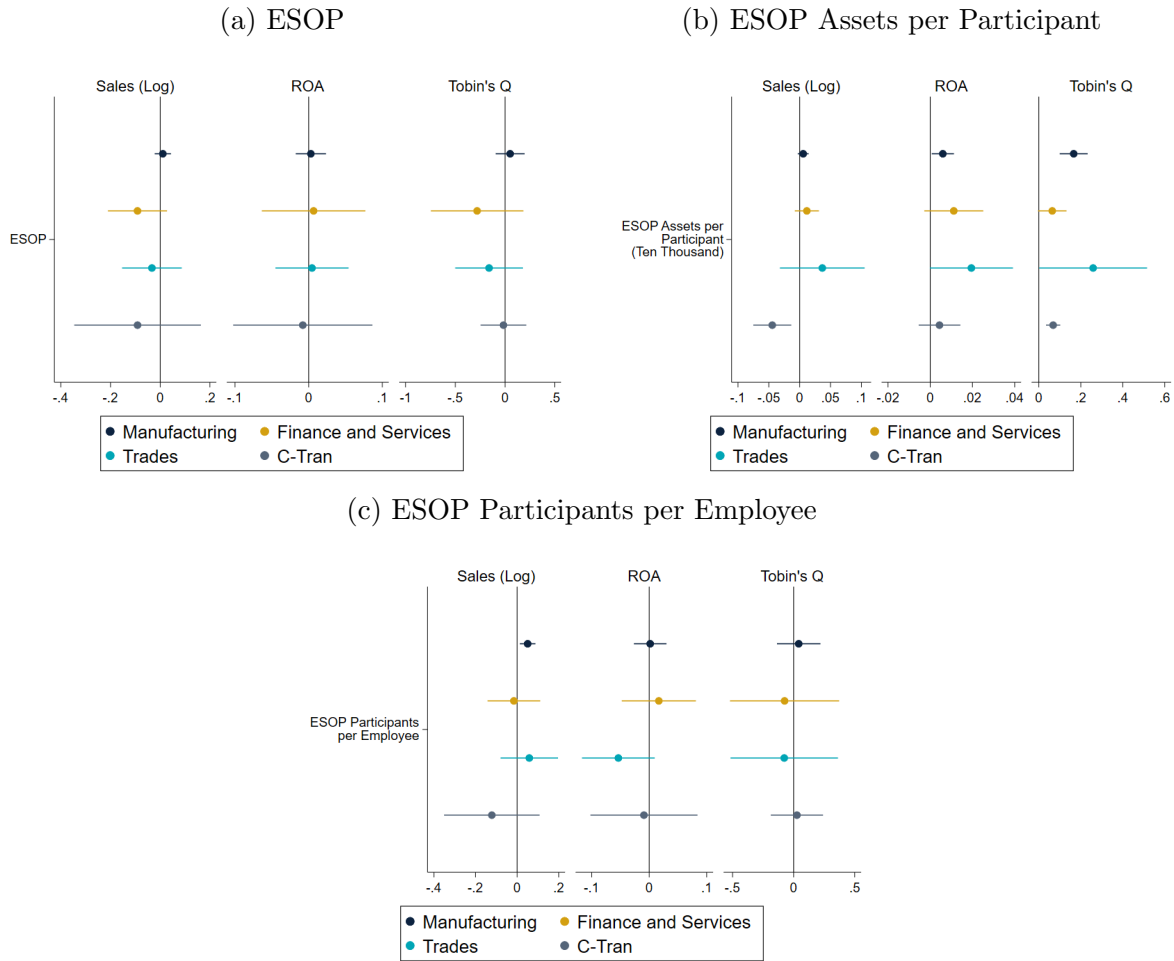 (a) ESOP
Sales (Log) ROA Tobin's Q
ESOP
-.4 -.2 0 .2 -.1 0 .1 -1 -.5 0 .5
Manufacturing Finance and Services
Trades C-Tran
(b) ESOP Assets per Participant
Sales (Log) ROA Tobin's Q
ESOP Assets per
Participant
(Ten Thousand)
-.1 -.05 0 .05 .1 -.02 0 .02 .04 0 .2 .4 .6
Manufacturing Finance and Services
Trades C-Tran
(c) ESOP Participants per Employee
Sales (Log) ROA Tobin's Q
ESOP Participants
per Employee
-.4 -.2 0 .2 -.1 0 .1 -.5 0 .5
Manufacturing Finance and Services
Trades C-Tran